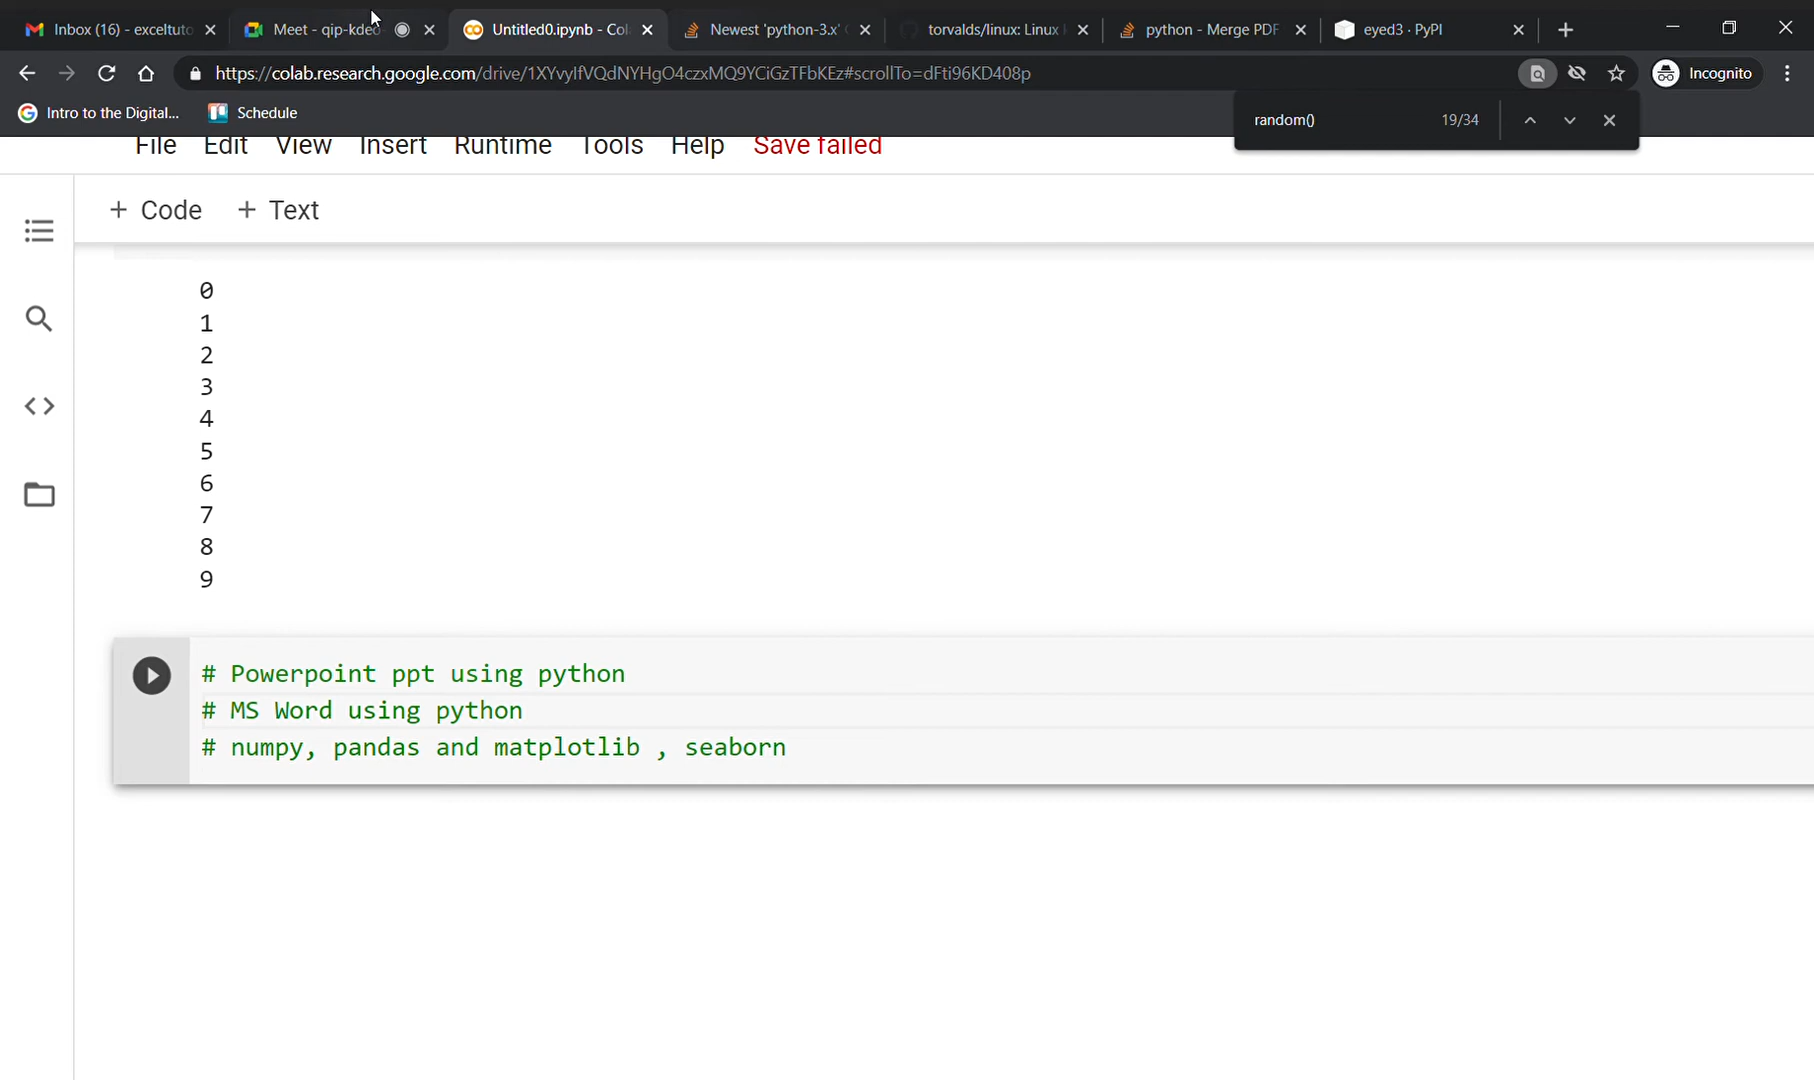 Inbox (16) - exceltuto
Meet - qip-kdeo
Untitled0.ipynb - Col
Newest 'python-3.x'
torvalds/linux: Linux
python - Merge PDF
eyed3 · PyPI
https://colab.research.google.com/drive/1XYvyIfVQdNYHgO4czxMQ9YCiGzTFbKEz#scrollTo=dFti96KD408p
Incognito
Intro to the Digital...
Schedule
random()
19/34
File Edit View Insert Runtime Tools Help Save failed
+ Code + Text
0
1
2
3
4
5
6
7
8
9
# Powerpoint ppt using python
# MS Word using python
# numpy, pandas and matplotlib , seaborn